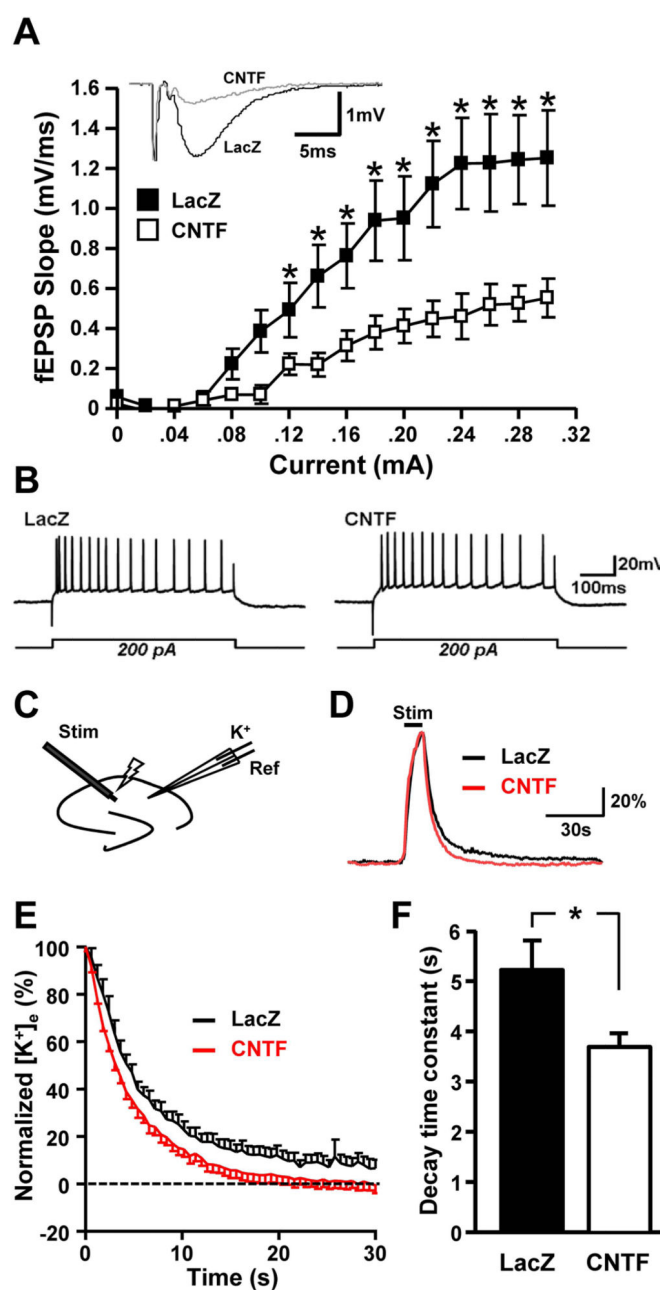 A
CNTF
LacZ
1mV
5ms
fEPSP Slope (mV/ms)
1.6
1.4
1.2
1.0
0.8
0.6
0.4
0.2
0
LacZ
CNTF
* * * * * * * * * *
0 .04 .08 .12 .16 .20 .24 .28 .32
Current (mA)
B
LacZ
200 pA
CNTF
200 pA
20mV
100ms
C
Stim
K+
Ref
D
Stim
LacZ
CNTF
20%
30s
E
Normalized [K+]e (%)
100
80
60
40
20
0
-20
LacZ
CNTF
0 10 20 30
Time (s)
F
*
Decay time constant (s)
6
5
4
3
2
1
0
LacZ CNTF